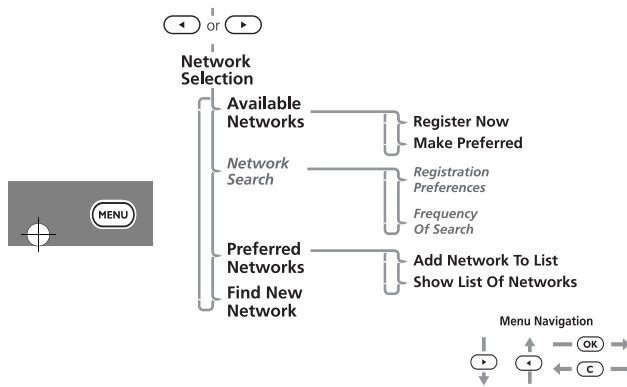 or
Network
Selection
Available
Networks
Register Now
Make Preferred
Network
Search
Registration
Preferences
Frequency
Of Search
MENU
Preferred
Networks
Add Network To List
Show List Of Networks
Find New
Network
Menu Navigation
OK
C